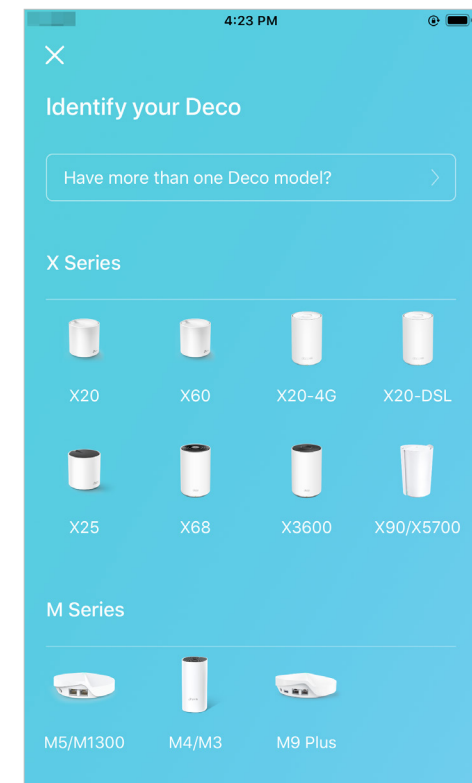 4:23 PM
Identify your Deco
Have more than one Deco model?
X Series
X20 X60 X20-4G X20-DSL
X25 X68 X3600 X90/X5700
M Series
M5/M1300 M4/M3 M9 Plus